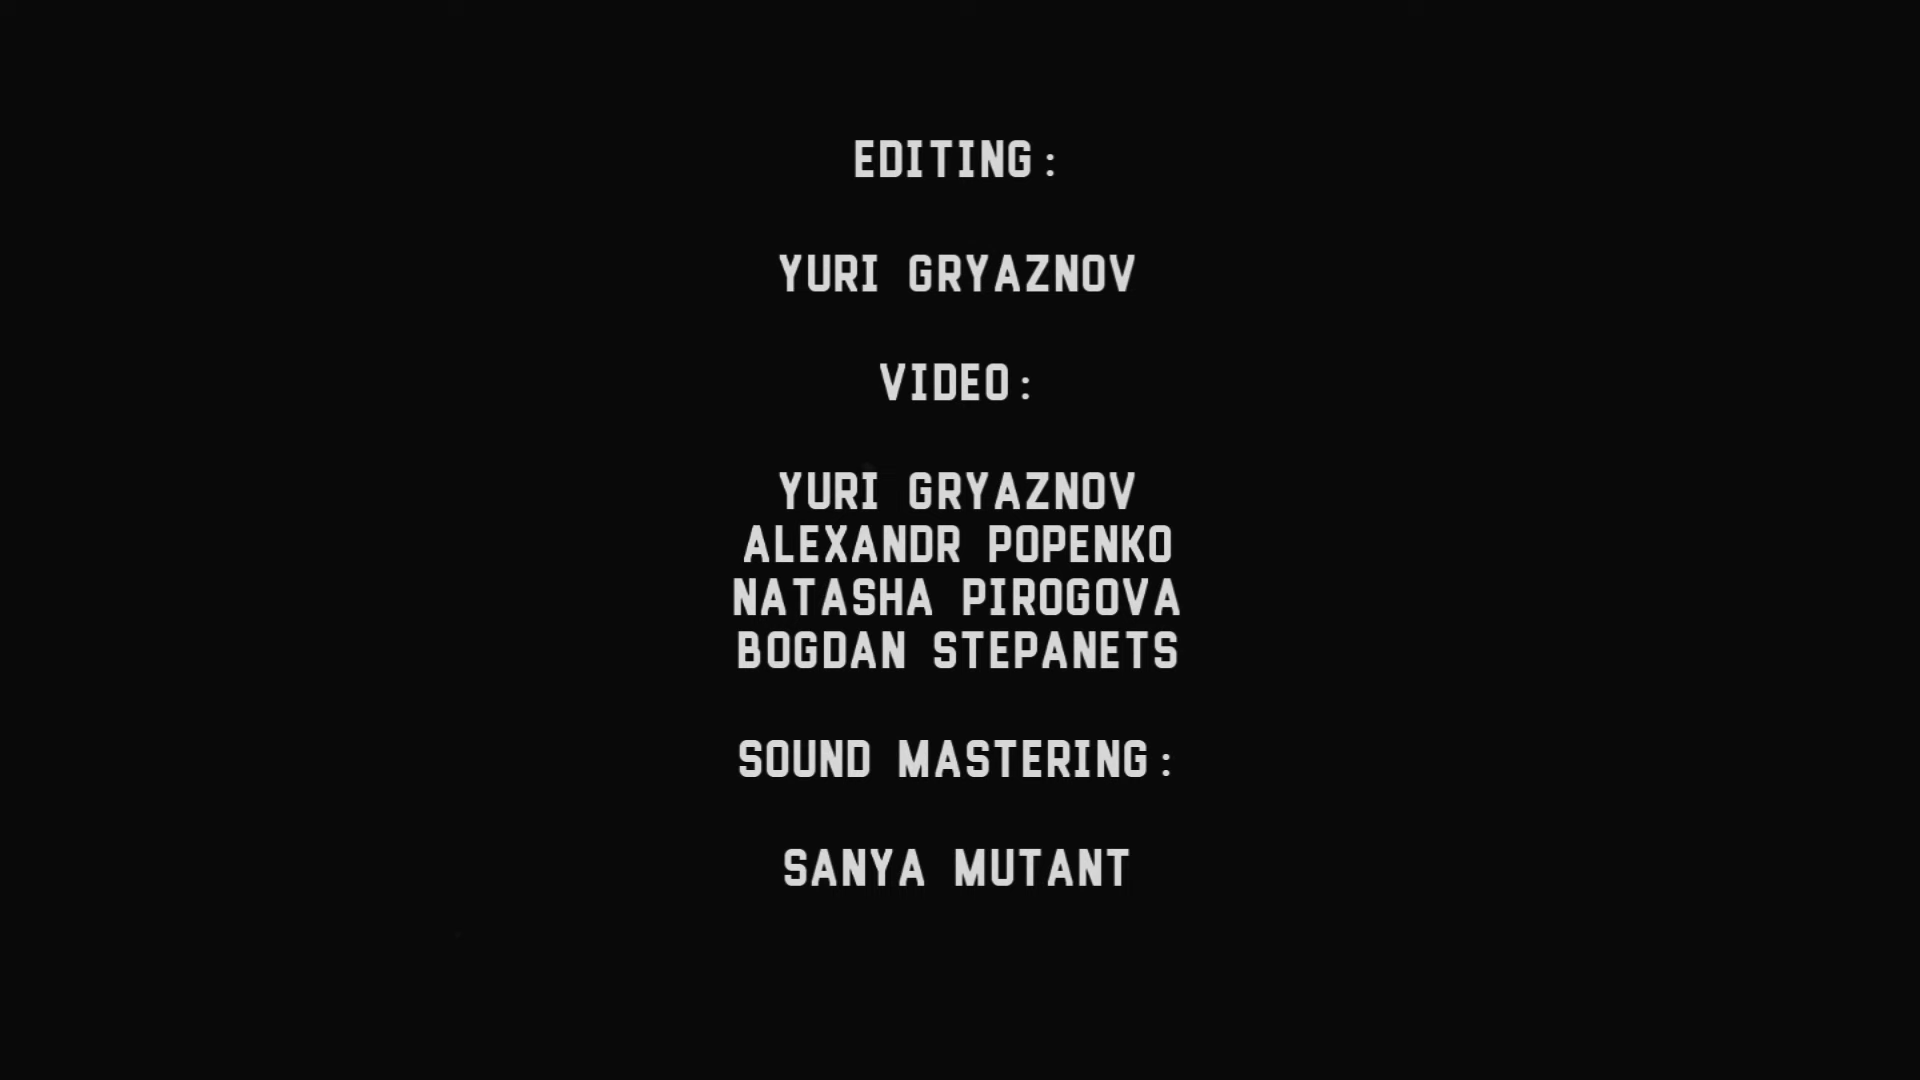 EDITING:
YURI GRYAZNOV
VIDEO:
YURI GRYAZNOV
ALEXANDR POPENKO
NATASHA PIROGOVA
BOGDAN STEPANETS
SOUND MASTERING:
SANYA MUTANT